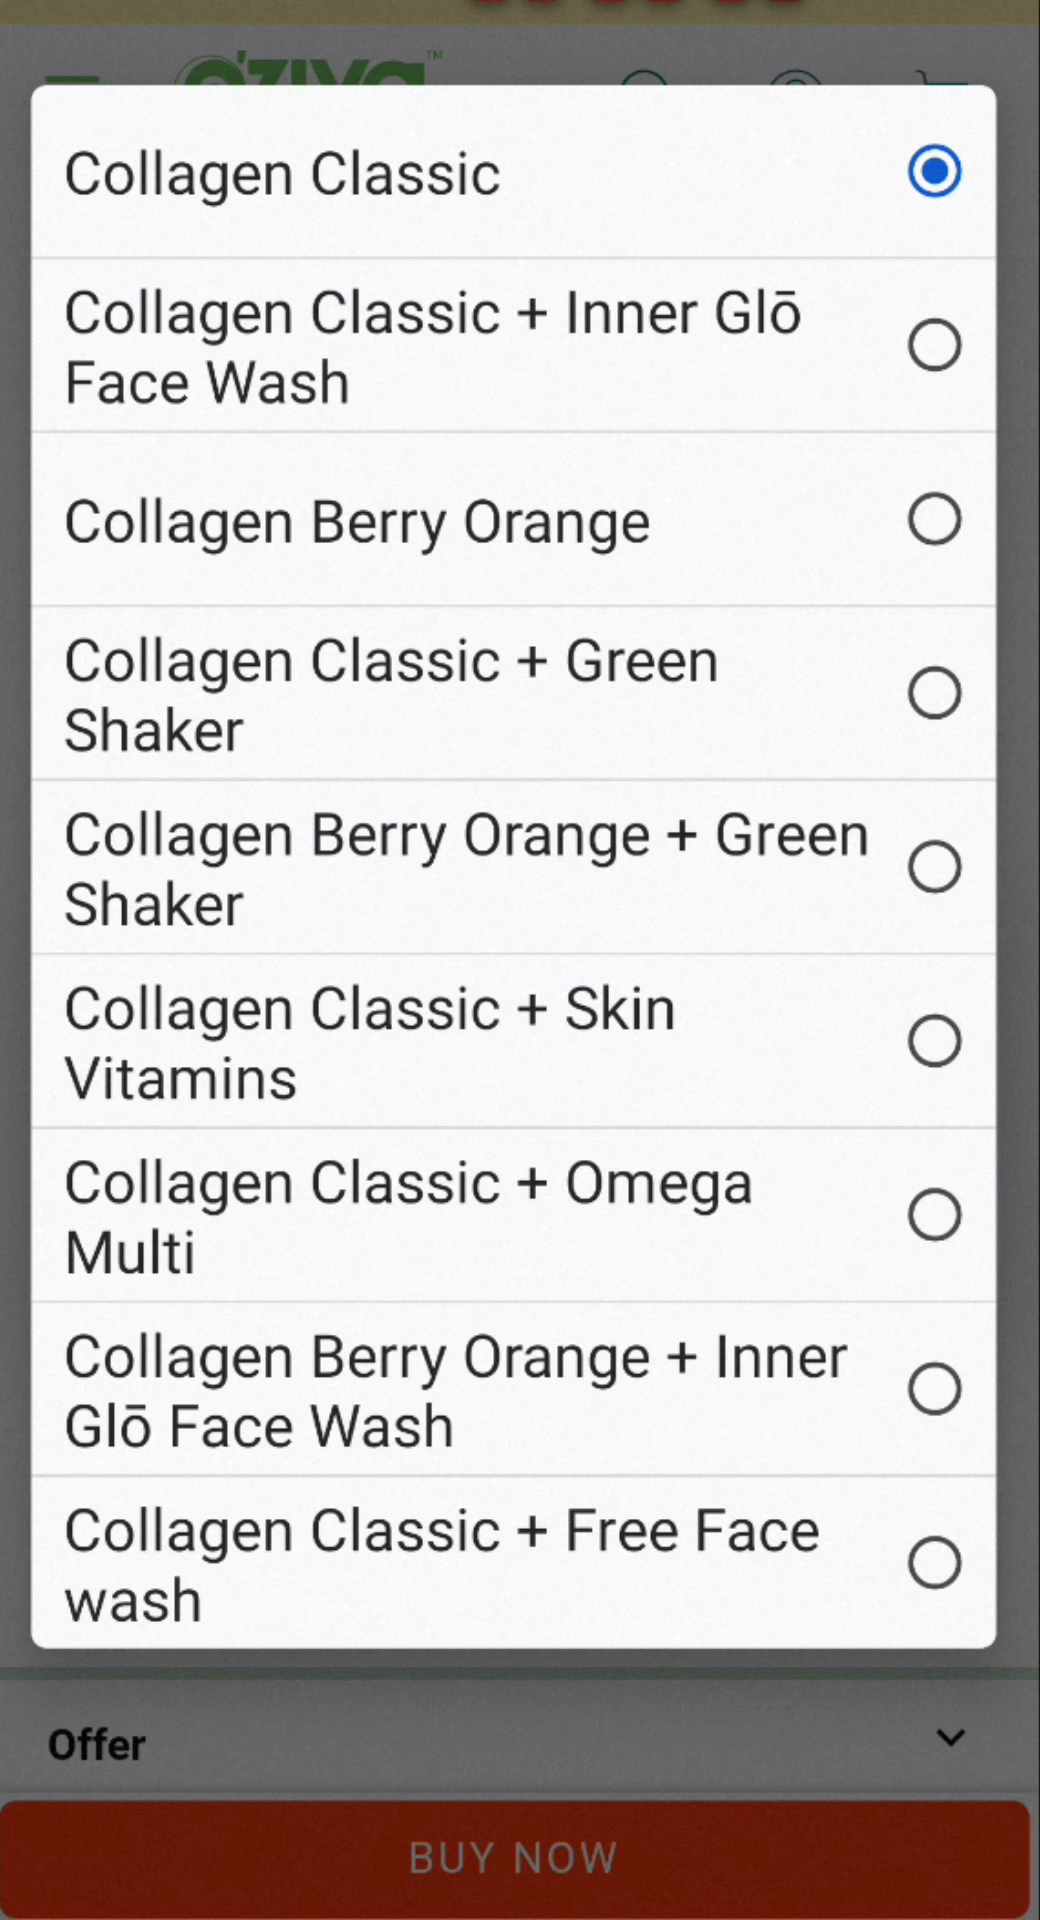 O'ZIVA™
Collagen Classic
Collagen Classic + Inner Glō
Face Wash
Collagen Berry Orange
Collagen Classic + Green
Shaker
Collagen Berry Orange + Green
Shaker
Collagen Classic + Skin
Vitamins
Collagen Classic + Omega
Multi
Collagen Berry Orange + Inner
Glō Face Wash
Collagen Classic + Free Face
wash
Offer
BUY NOW